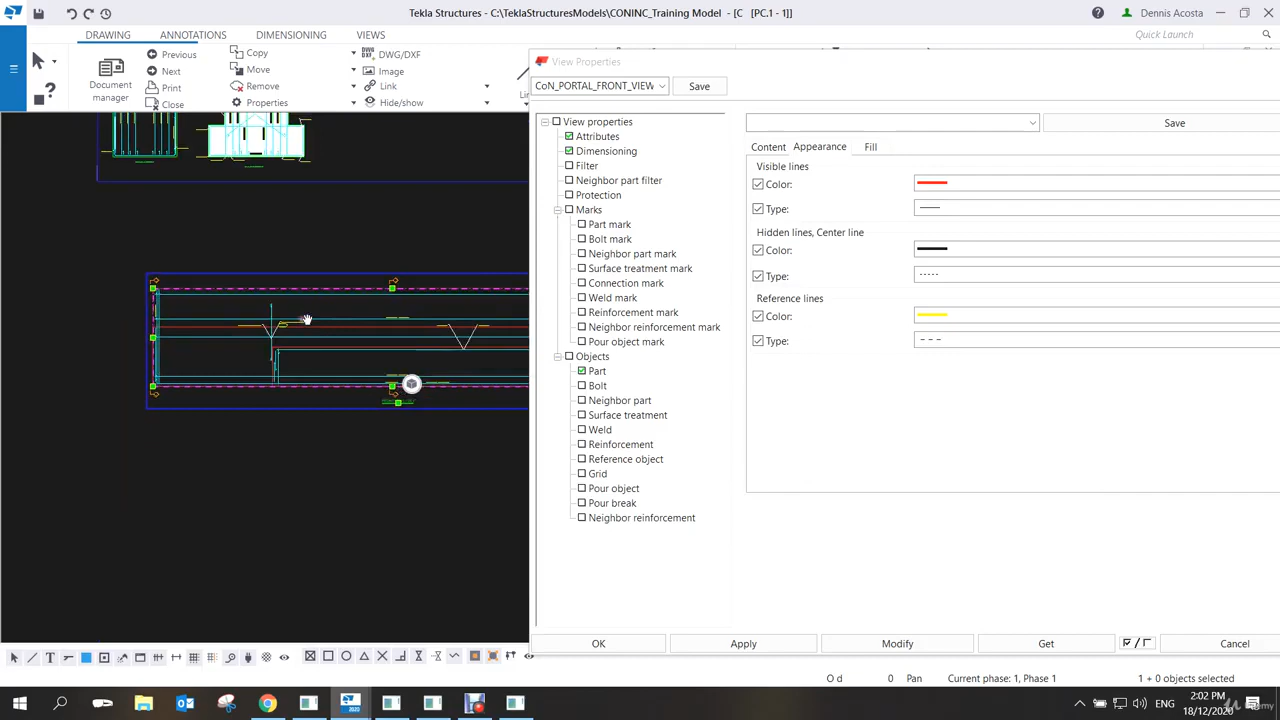 Tekla Structures - C:\TeklaStructuresModels\CONINC_Training Model - [C [PC.1 - 1]]
Dennis Acosta
DRAWING ANNOTATIONS DIMENSIONING VIEWS
Quick Launch
Document manager
Previous
Next
Print
Close
Copy
Move
Remove
Properties
DWG/DXF
Image
Link
Hide/show
View Properties
CoN_PORTAL_FRONT_VIEW
Save
Save
View properties
Attributes
Dimensioning
Filter
Neighbor part filter
Protection
Marks
Part mark
Bolt mark
Neighbor part mark
Surface treatment mark
Connection mark
Weld mark
Reinforcement mark
Neighbor reinforcement mark
Pour object mark
Objects
Part
Bolt
Neighbor part
Surface treatment
Weld
Reinforcement
Reference object
Grid
Pour object
Pour break
Neighbor reinforcement
Content Appearance Fill
Visible lines
Color:
Type:
Hidden lines, Center line
Color:
Type:
Reference lines
Color:
Type:
OK Apply Modify Get Cancel
O d 0 Pan Current phase: 1, Phase 1 1 + 0 objects selected
ENG
2:02 PM
18/12/2020